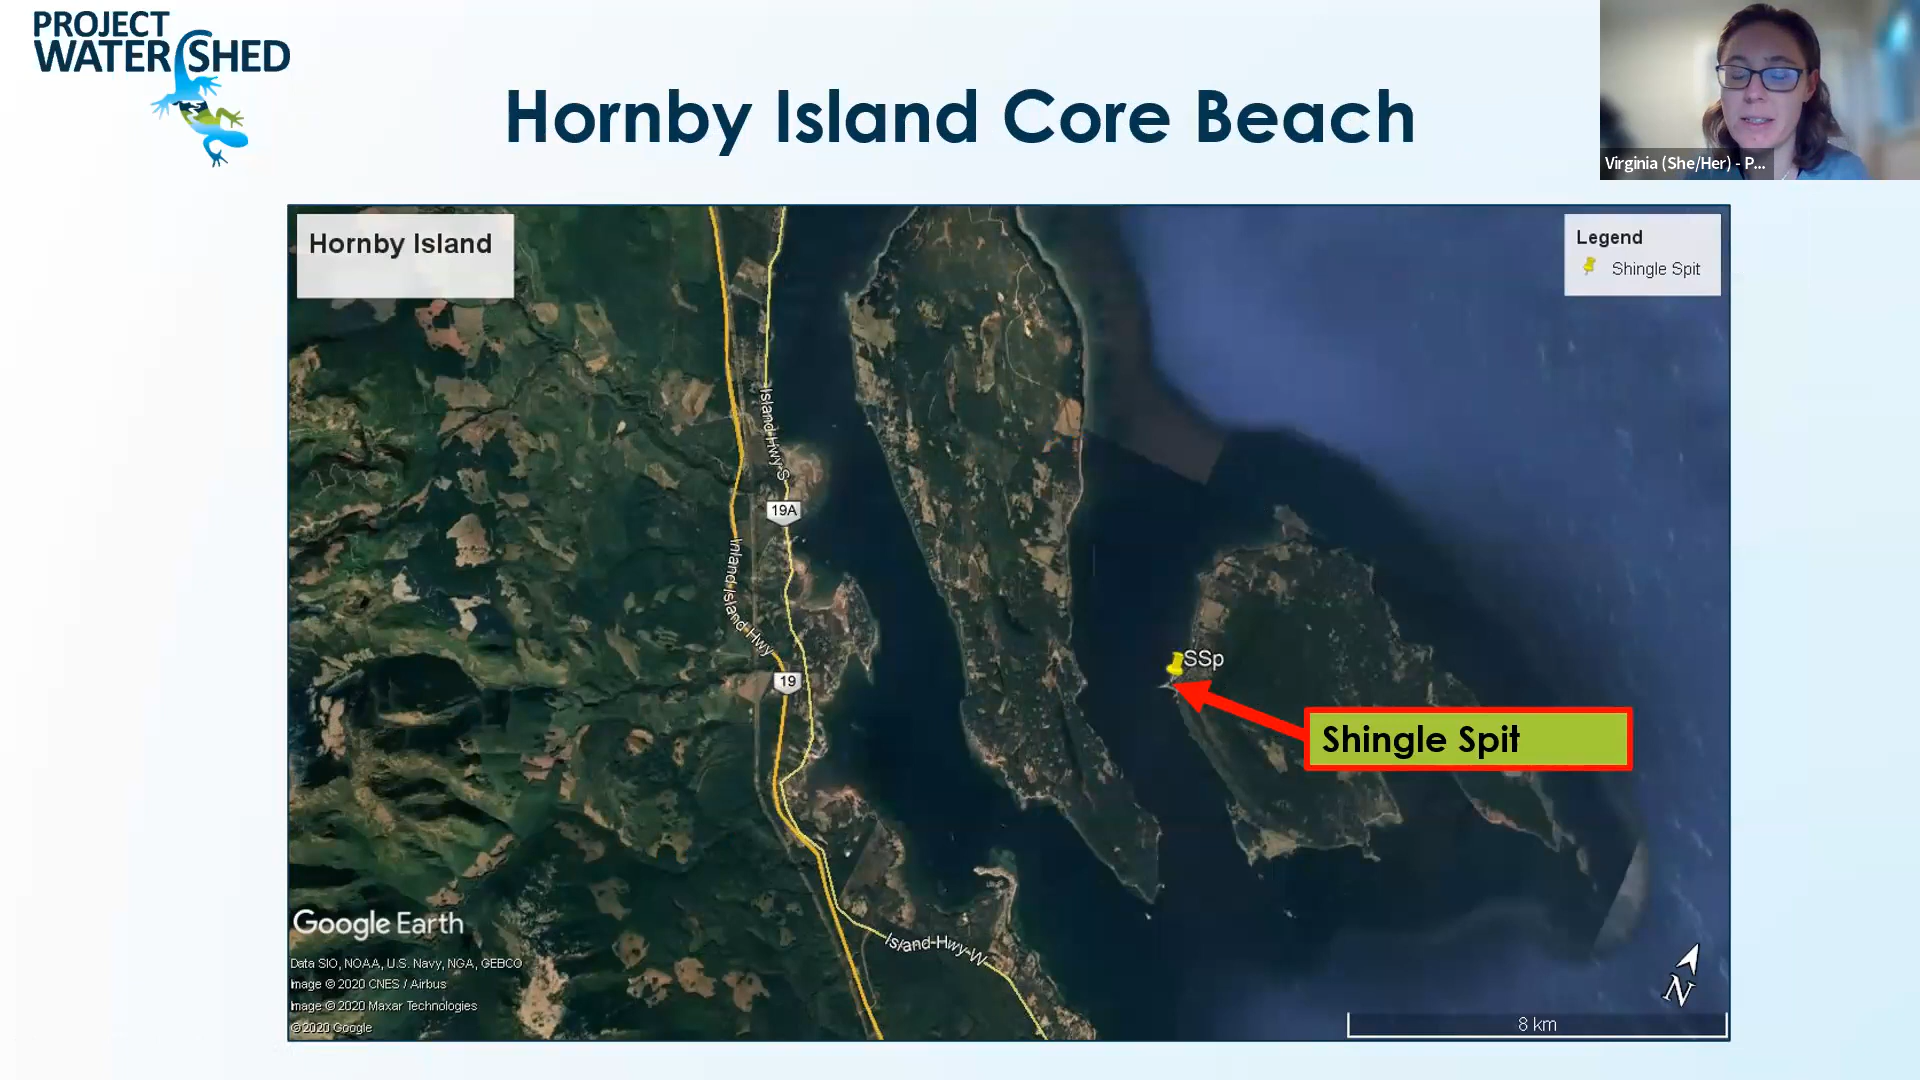 PROJECT
WATERSHED
Hornby Island Core Beach
Virginia (She/Her) - P...
Hornby Island
Legend
Shingle Spit
Island Hwy S
19A
Inland Island Hwy
19
SSp
Shingle Spit
Island Hwy W
Google Earth
Data SIO, NOAA, U.S. Navy, NGA, GEBCO
Image © 2020 CNES / Airbus
Image © 2020 Maxar Technologies
© 2020 Google
N
8 km